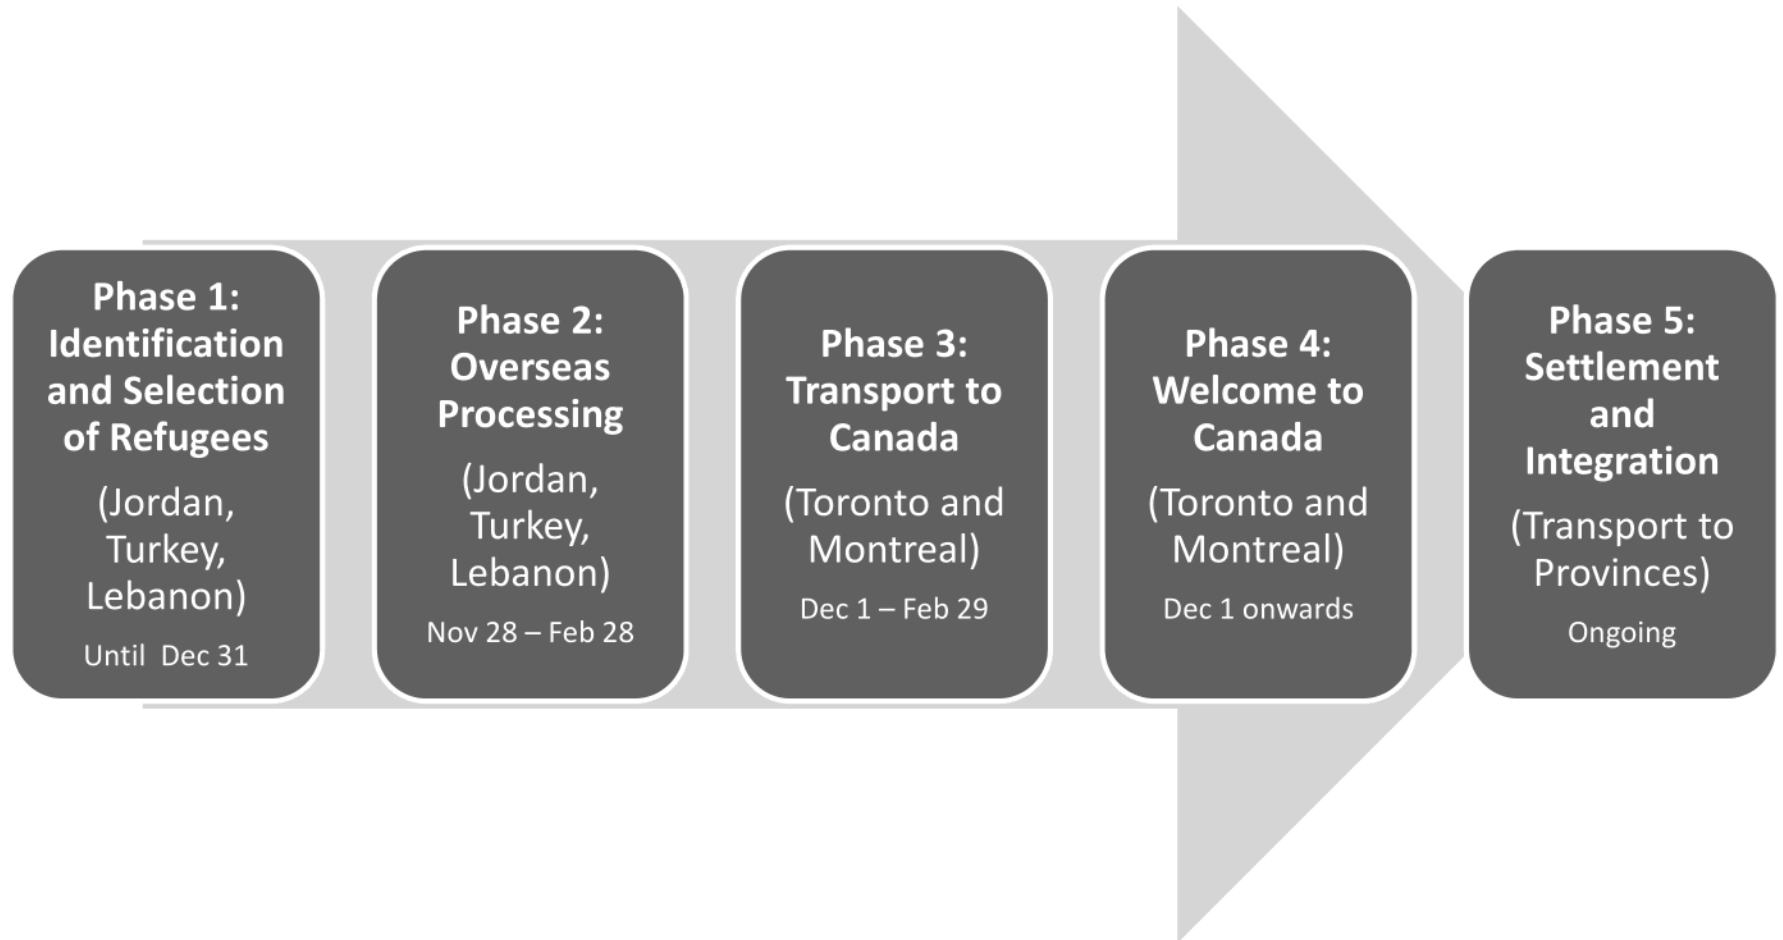 Phase 1:
Identification
and Selection
of Refugees
(Jordan,
Turkey,
Lebanon)
Until  Dec 31
Phase 2:
Overseas
Processing
(Jordan,
Turkey,
Lebanon)
Nov 28 – Feb 28
Phase 3:
Transport to
Canada
(Toronto and
Montreal)
Dec 1 – Feb 29
Phase 4:
Welcome to
Canada
(Toronto and
Montreal)
Dec 1 onwards
Phase 5:
Settlement
and
Integration
(Transport to
Provinces)
Ongoing